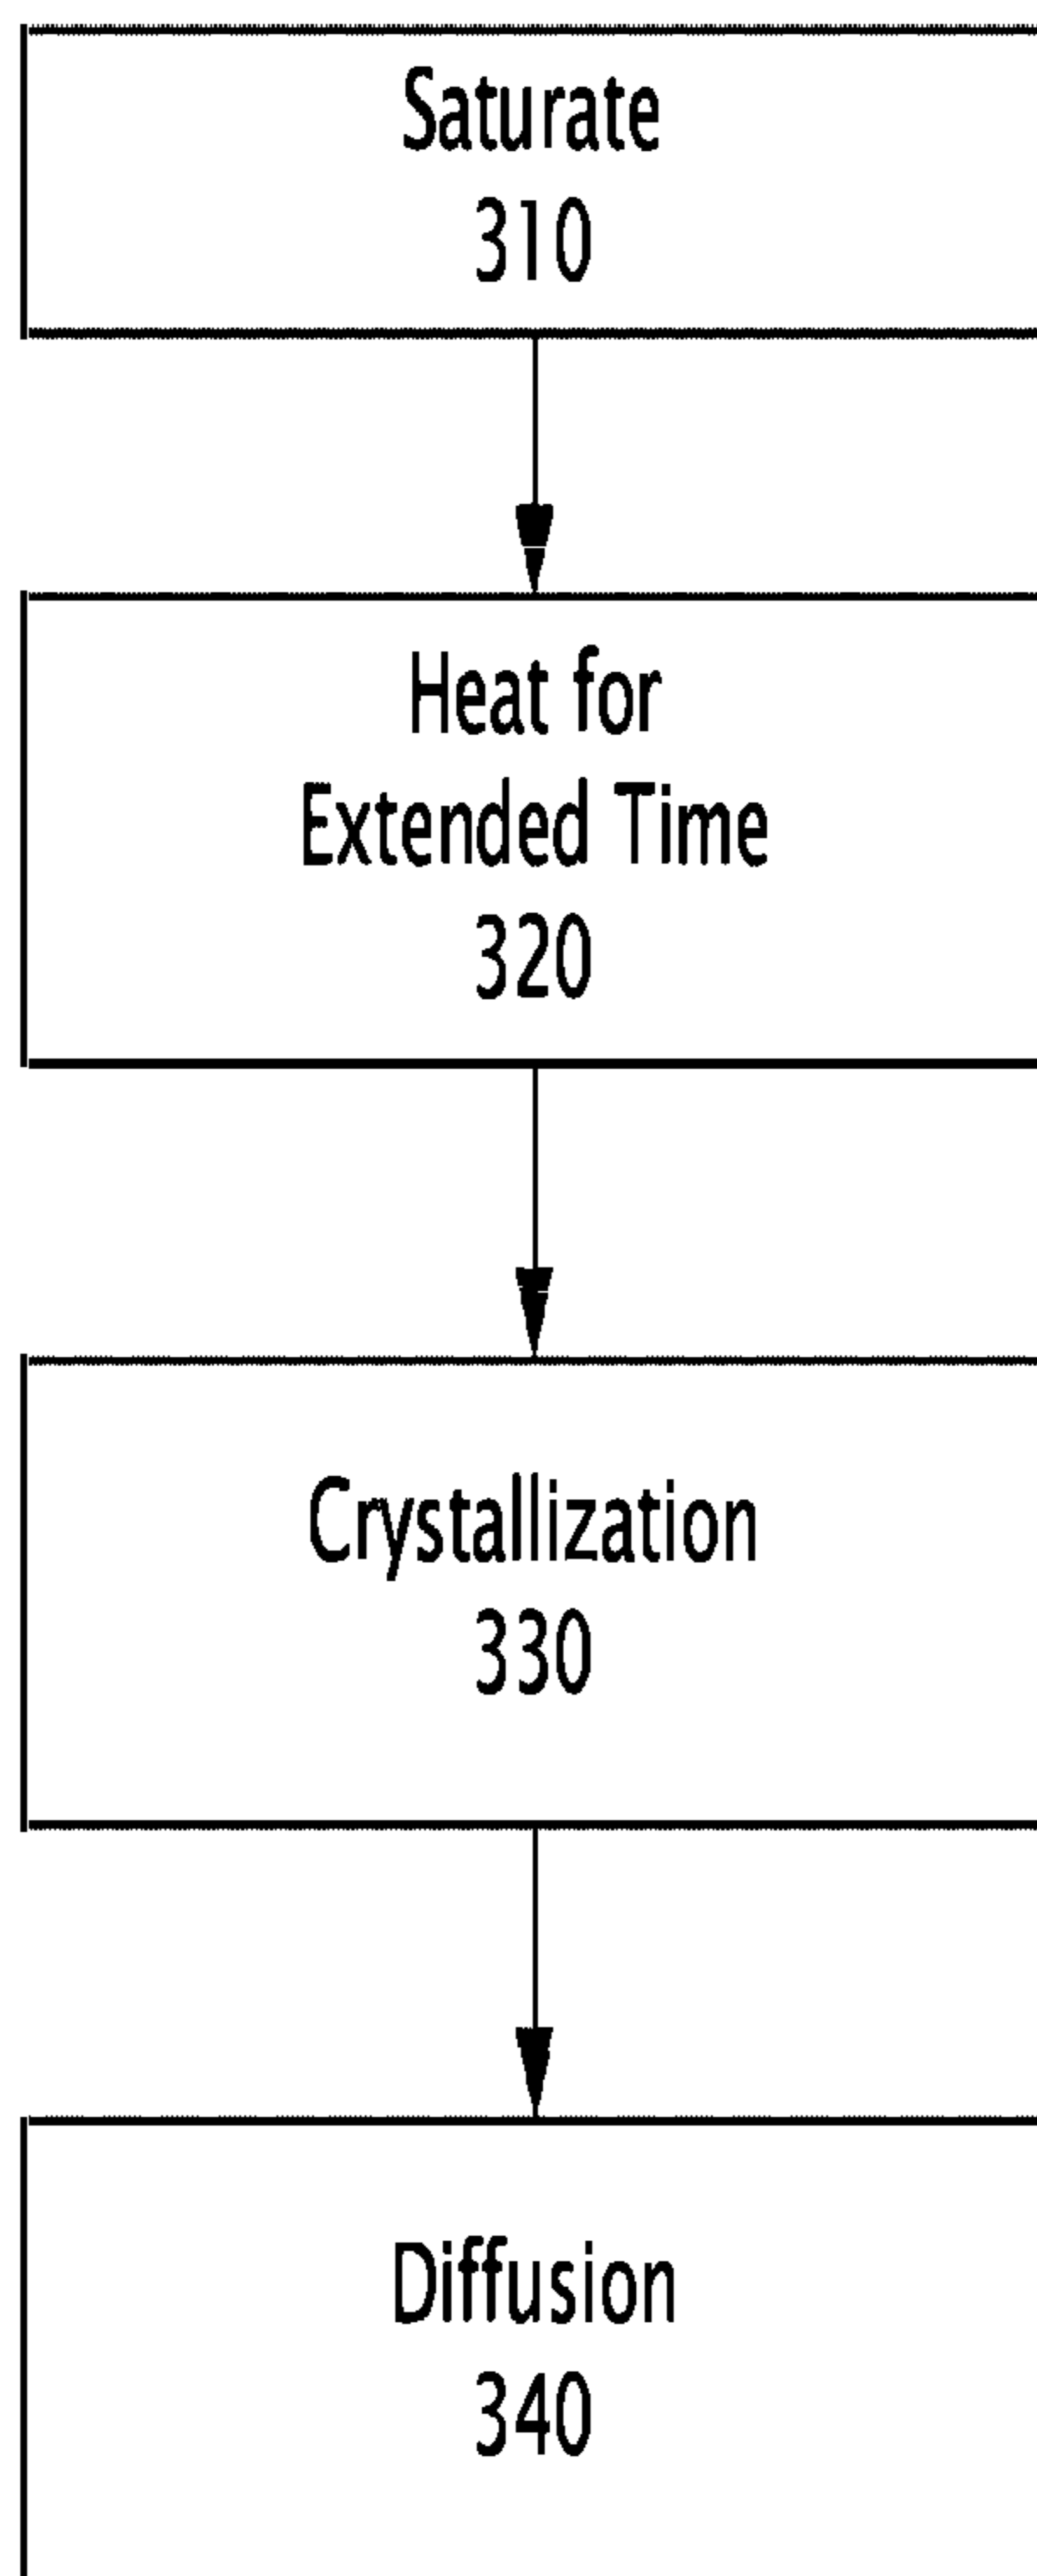 Saturate
310
Heat for
Extended Time
320
Crystallization
330
Diffusion
340